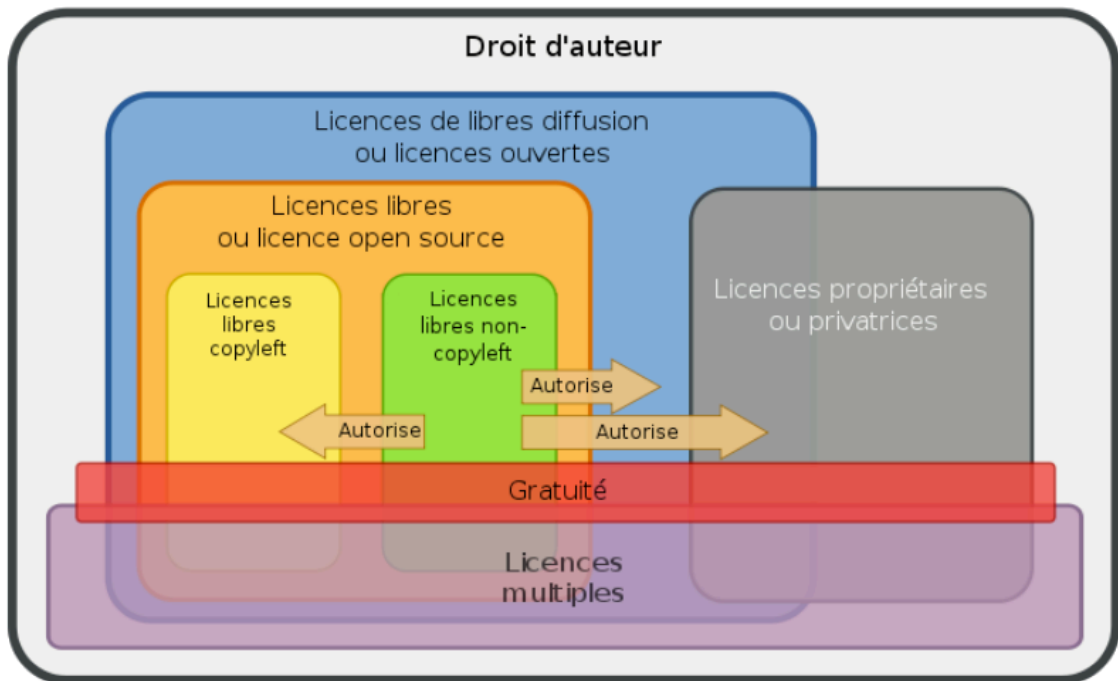 Droit d'auteur
Licences de libres diffusion
ou licences ouvertes
Licences libres
ou licence open source
Licences
libres
copyleft
Licences
libres non-
copyleft
Licences propriétaires
ou privatrices
Autorise
Autorise
Autorise
Gratuité
Licences
multiples